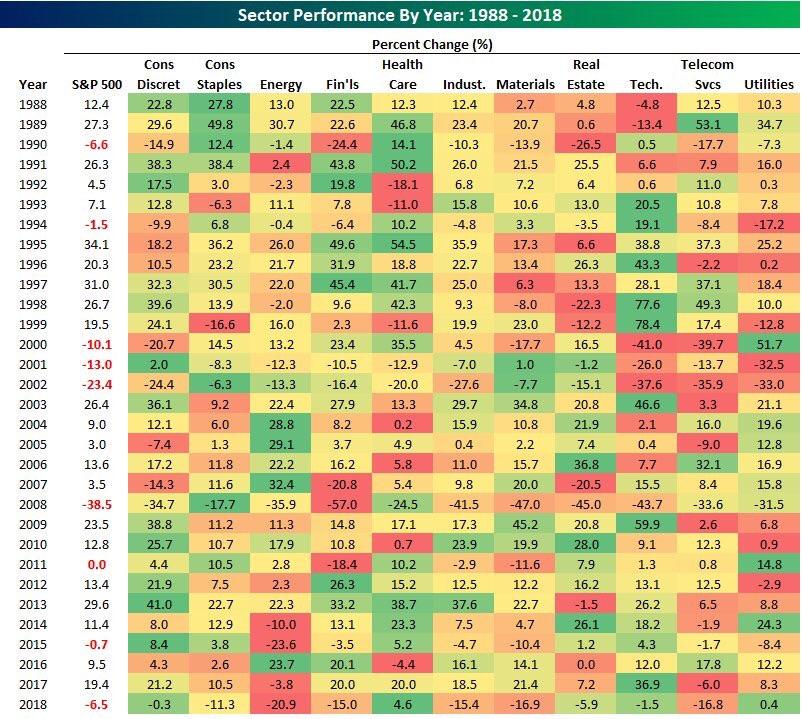 Sector Performance By Year: 1988 - 2018
Percent Change (%)
Cons Cons Health Real Telecom
Year S&P 500 Discret Staples Energy Fin'ls Care Indust. Materials Estate Tech. Svcs Utilities
1988 12.4 22.8 27.8 13.0 22.5 12.3 12.4 2.7 4.8 -4.8 12.5 10.3
1989 27.3 29.6 49.8 30.7 22.6 46.8 23.4 20.7 0.6 -13.4 53.1 34.7
1990 -6.6 -14.9 12.4 -1.4 -24.4 14.1 -10.3 -13.9 -26.5 0.5 -17.7 -7.3
1991 26.3 38.3 38.4 2.4 43.8 50.2 26.0 21.5 25.5 6.6 7.9 16.0
1992 4.5 17.5 3.0 -2.3 19.8 -18.1 6.8 7.2 6.4 0.6 11.0 0.3
1993 7.1 12.8 -6.3 11.1 7.8 -11.0 15.8 10.6 13.0 20.5 10.8 7.8
1994 -1.5 -9.9 6.8 -0.4 -6.4 10.2 -4.8 3.3 -3.5 19.1 -8.4 -17.2
1995 34.1 18.2 36.2 26.0 49.6 54.5 35.9 17.3 6.6 38.8 37.3 25.2
1996 20.3 10.5 23.2 21.7 31.9 18.8 22.7 13.4 26.3 43.3 -2.2 0.2
1997 31.0 32.3 30.5 22.0 45.4 41.7 25.0 6.3 13.3 28.1 37.1 18.4
1998 26.7 39.6 13.9 -2.0 9.6 42.3 9.3 -8.0 -22.3 77.6 49.3 10.0
1999 19.5 24.1 -16.6 16.0 2.3 -11.6 19.9 23.0 -12.2 78.4 17.4 -12.8
2000 -10.1 -20.7 14.5 13.2 23.4 35.5 4.5 -17.7 16.5 -41.0 -39.7 51.7
2001 -13.0 2.0 -8.3 -12.3 -10.5 -12.9 -7.0 1.0 -1.2 -26.0 -13.7 -32.5
2002 -23.4 -24.4 -6.3 -13.3 -16.4 -20.0 -27.6 -7.7 -15.1 -37.6 -35.9 -33.0
2003 26.4 36.1 9.2 22.4 27.9 13.3 29.7 34.8 20.8 46.6 3.3 21.1
2004 9.0 12.1 6.0 28.8 8.2 0.2 15.9 10.8 21.9 2.1 16.0 19.6
2005 3.0 -7.4 1.3 29.1 3.7 4.9 0.4 2.2 7.4 0.4 -9.0 12.8
2006 13.6 17.2 11.8 22.2 16.2 5.8 11.0 15.7 36.8 7.7 32.1 16.9
2007 3.5 -14.3 11.6 32.4 -20.8 5.4 9.8 20.0 -20.5 15.5 8.4 15.8
2008 -38.5 -34.7 -17.7 -35.9 -57.0 -24.5 -41.5 -47.0 -45.0 -43.7 -33.6 -31.5
2009 23.5 38.8 11.2 11.3 14.8 17.1 17.3 45.2 20.8 59.9 2.6 6.8
2010 12.8 25.7 10.7 17.9 10.8 0.7 23.9 19.9 28.0 9.1 12.3 0.9
2011 0.0 4.4 10.5 2.8 -18.4 10.2 -2.9 -11.6 7.9 1.3 0.8 14.8
2012 13.4 21.9 7.5 2.3 26.3 15.2 12.5 12.2 16.2 13.1 12.5 -2.9
2013 29.6 41.0 22.7 22.3 33.2 38.7 37.6 22.7 -1.5 26.2 6.5 8.8
2014 11.4 8.0 12.9 -10.0 13.1 23.3 7.5 4.7 26.1 18.2 -1.9 24.3
2015 -0.7 8.4 3.8 -23.6 -3.5 5.2 -4.7 -10.4 1.2 4.3 -1.7 -8.4
2016 9.5 4.3 2.6 23.7 20.1 -4.4 16.1 14.1 0.0 12.0 17.8 12.2
2017 19.4 21.2 10.5 -3.8 20.0 20.0 18.5 21.4 7.2 36.9 -6.0 8.3
2018 -6.5 -0.3 -11.3 -20.9 -15.0 4.6 -15.4 -16.9 -5.9 -1.5 -16.8 0.4